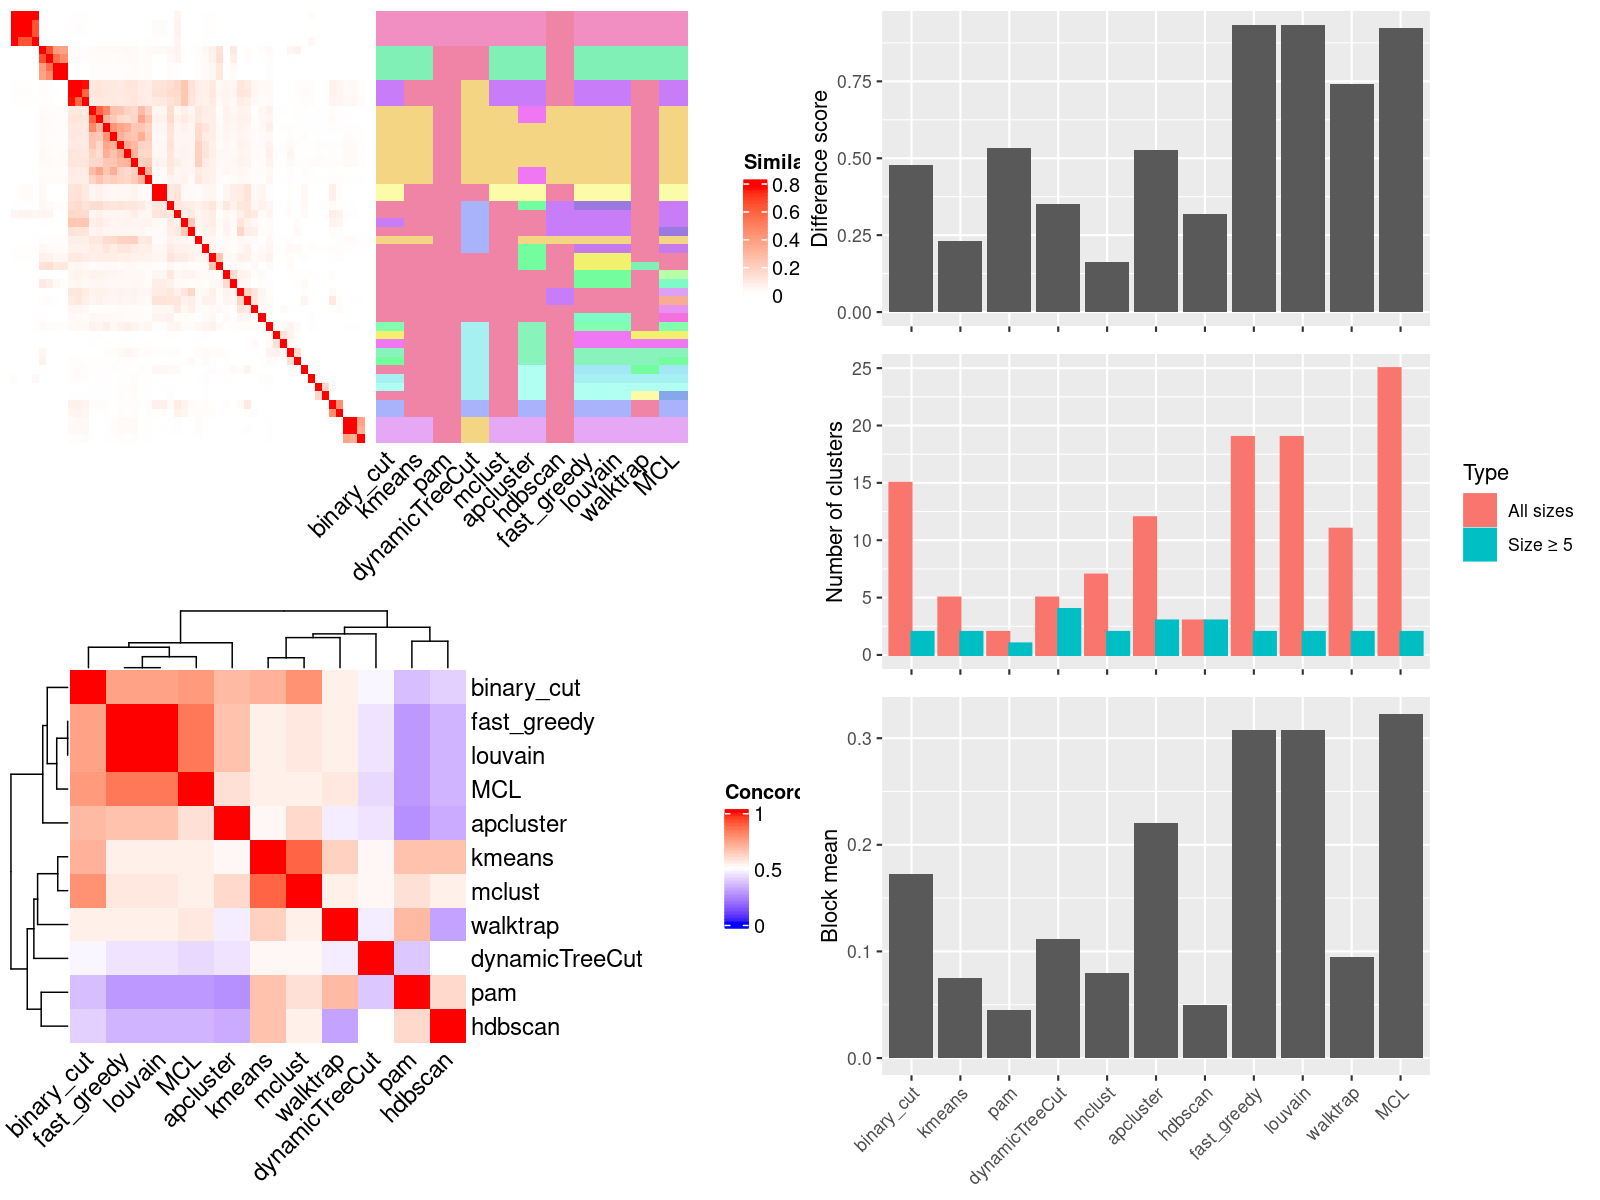 Simila
0.8
0.6
0.4
0.2
0
binary_cut
kmeans
pam
dynamicTreeCut
mclust
apcluster
hdbscan
fast_greedy
louvain
walktrap
MCL
binary_cut
fast_greedy
louvain
MCL
apcluster
kmeans
mclust
walktrap
dynamicTreeCut
pam
hdbscan
binary_cut
fast_greedy
louvain
MCL
apcluster
kmeans
mclust
walktrap
dynamicTreeCut
pam
hdbscan
Concord
1
0.5
0
Difference score
0.75
0.50
0.25
0.00
Number of clusters
25
20
15
10
5
0
Type
All sizes
Size ≥ 5
Block mean
0.3
0.2
0.1
0.0
binary_cut
kmeans
pam
dynamicTreeCut
mclust
apcluster
hdbscan
fast_greedy
louvain
walktrap
MCL